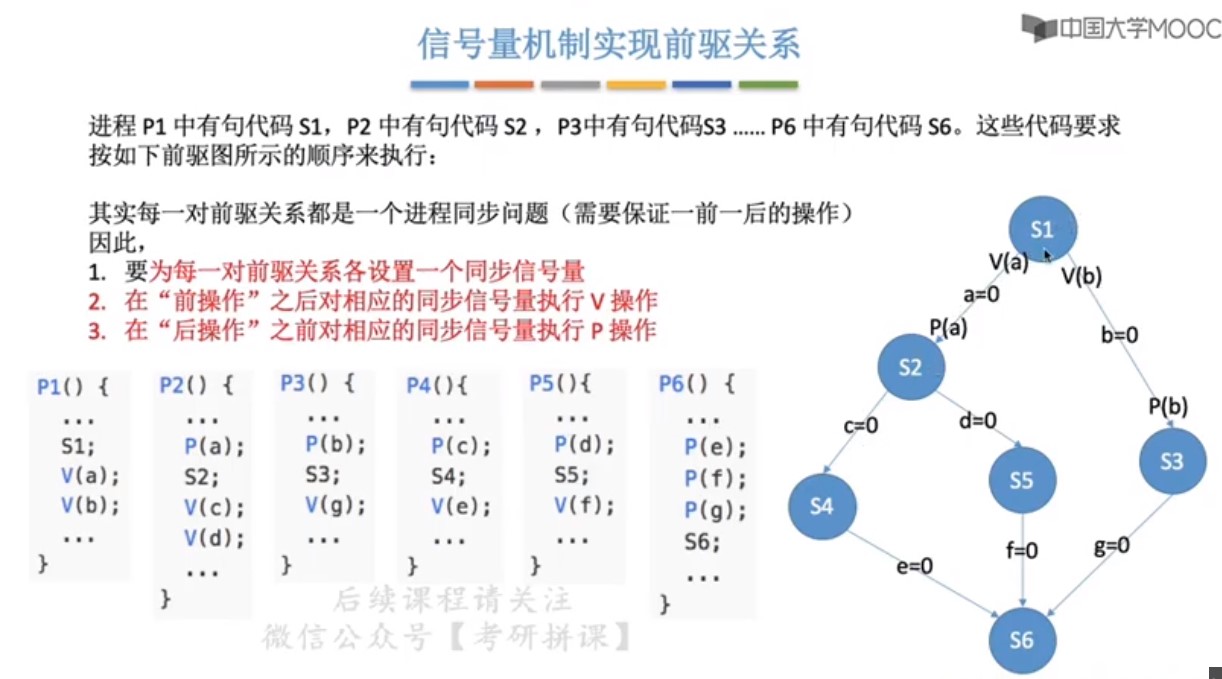 信号量机制实现前驱关系
中国大学MOOC
进程 P1 中有句代码 S1，P2 中有句代码 S2 ，P3中有句代码S3 …… P6 中有句代码 S6。这些代码要求
按如下前驱图所示的顺序来执行：
其实每一对前驱关系都是一个进程同步问题（需要保证一前一后的操作）
因此，
1. 要为每一对前驱关系各设置一个同步信号量
2. 在“前操作”之后对相应的同步信号量执行 V 操作
3. 在“后操作”之前对相应的同步信号量执行 P 操作
P1() {
...
S1;
V(a);
V(b);
...
}
P2() {
...
P(a);
S2;
V(c);
V(d);
...
}
P3() {
...
P(b);
S3;
V(g);
...
}
P4(){
...
P(c);
S4;
V(e);
...
}
P5(){
...
P(d);
S5;
V(f);
...
}
P6() {
...
P(e);
P(f);
P(g);
S6;
...
}
S1
V(a)
V(b)
a=0
P(a)
b=0
S2
P(b)
c=0
d=0
S3
S5
S4
f=0
g=0
e=0
S6
后续课程请关注
微信公众号【考研拼课】